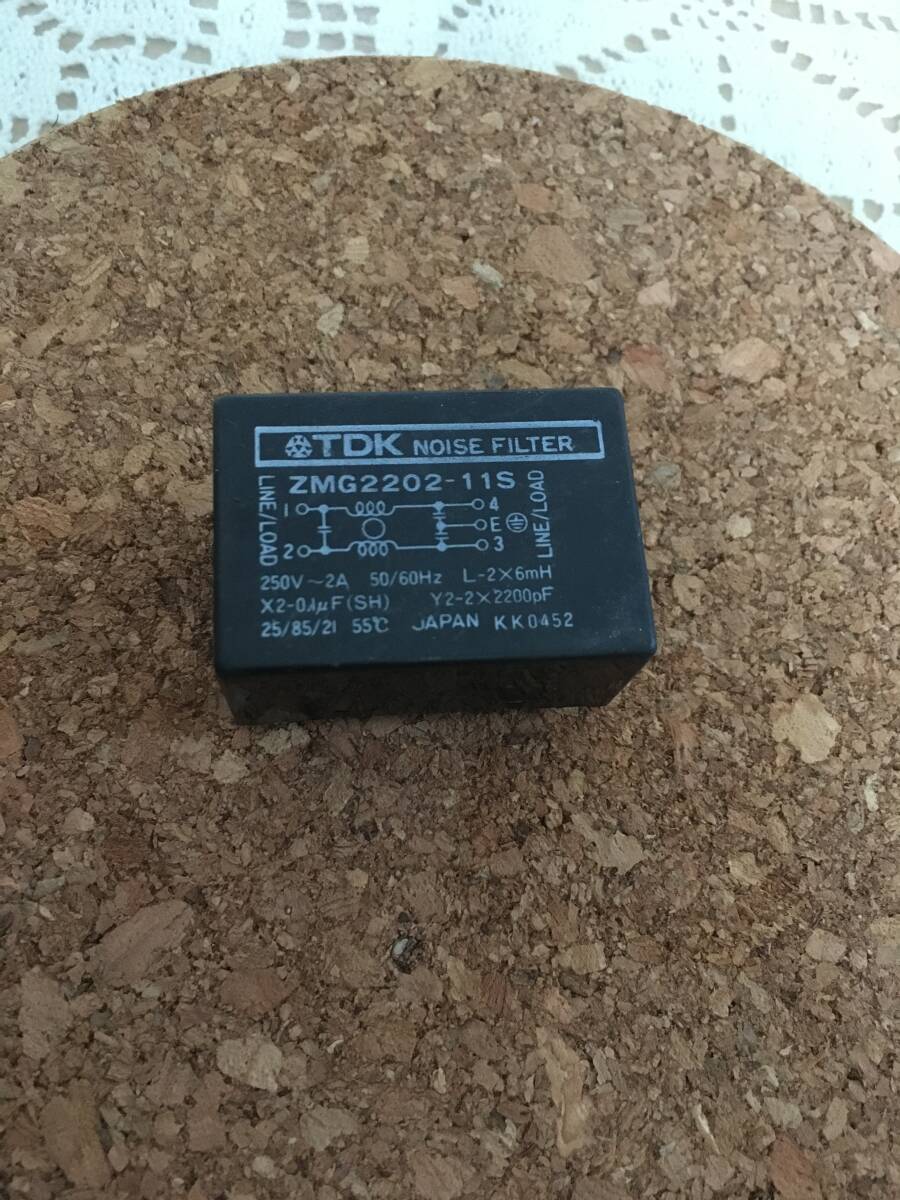 TDK NOISE FILTER
ZMG2202-11S
LINE/LOAD
1 4
E
2 3
LINE/LOAD
250V~2A 50/60Hz L-2×6mH
X2-0.1µF(SH) Y2-2×2200pF
25/85/21 55℃ JAPAN KK0452